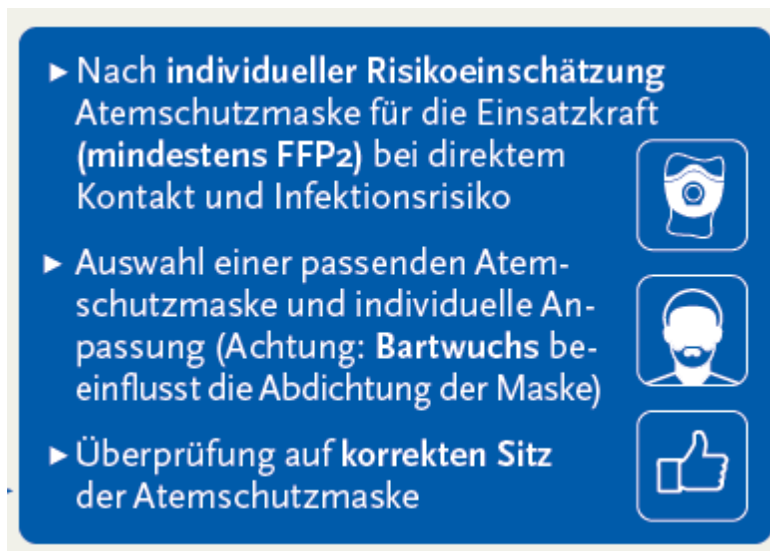 ► Nach individueller Risikoeinschätzung
Atemschutzmaske für die Einsatzkraft
(mindestens FFP2) bei direktem
Kontakt und Infektionsrisiko
► Auswahl einer passenden Atem-
schutzmaske und individuelle An-
passung (Achtung: Bartwuchs be-
einflusst die Abdichtung der Maske)
► Überprüfung auf korrekten Sitz
der Atemschutzmaske